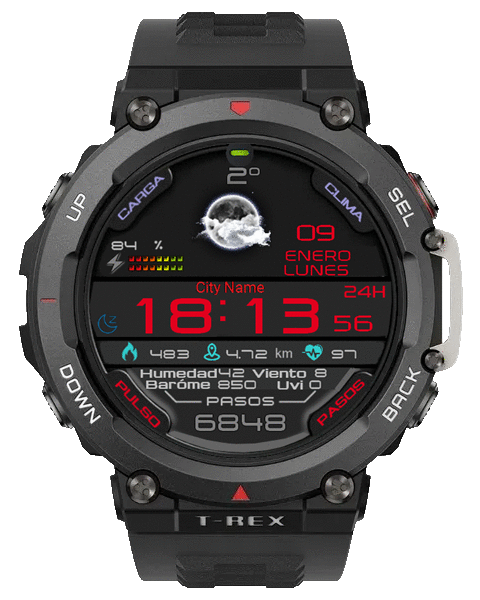 2°
CARGA
CLIMA
UP
SEL
84 %
09
ENERO
LUNES
City Name
24H
18:13 56
483 4.72 km 97
Humedad42 Viento 8
Baróme 850 Uvi 0
DOWN
BACK
PULSO
PASOS
PASOS
6848
T-REX